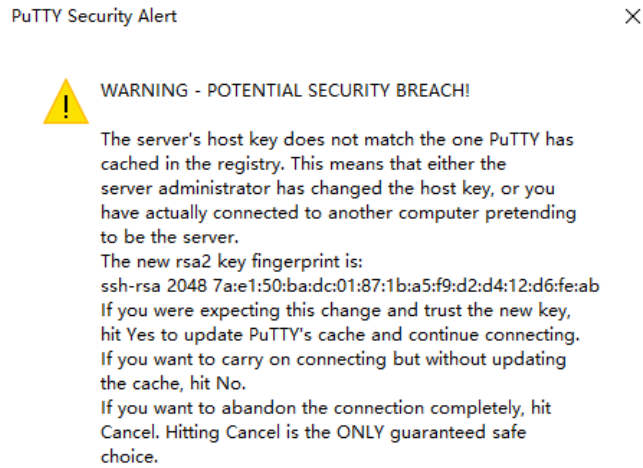 PuTTY Security Alert
WARNING - POTENTIAL SECURITY BREACH!
The server's host key does not match the one PuTTY has
cached in the registry. This means that either the
server administrator has changed the host key, or you
have actually connected to another computer pretending
to be the server.
The new rsa2 key fingerprint is:
ssh-rsa 2048 7a:e1:50:ba:dc:01:87:1b:a5:f9:d2:d4:12:d6:fe:ab
If you were expecting this change and trust the new key,
hit Yes to update PuTTY's cache and continue connecting.
If you want to carry on connecting but without updating
the cache, hit No.
If you want to abandon the connection completely, hit
Cancel. Hitting Cancel is the ONLY guaranteed safe
choice.